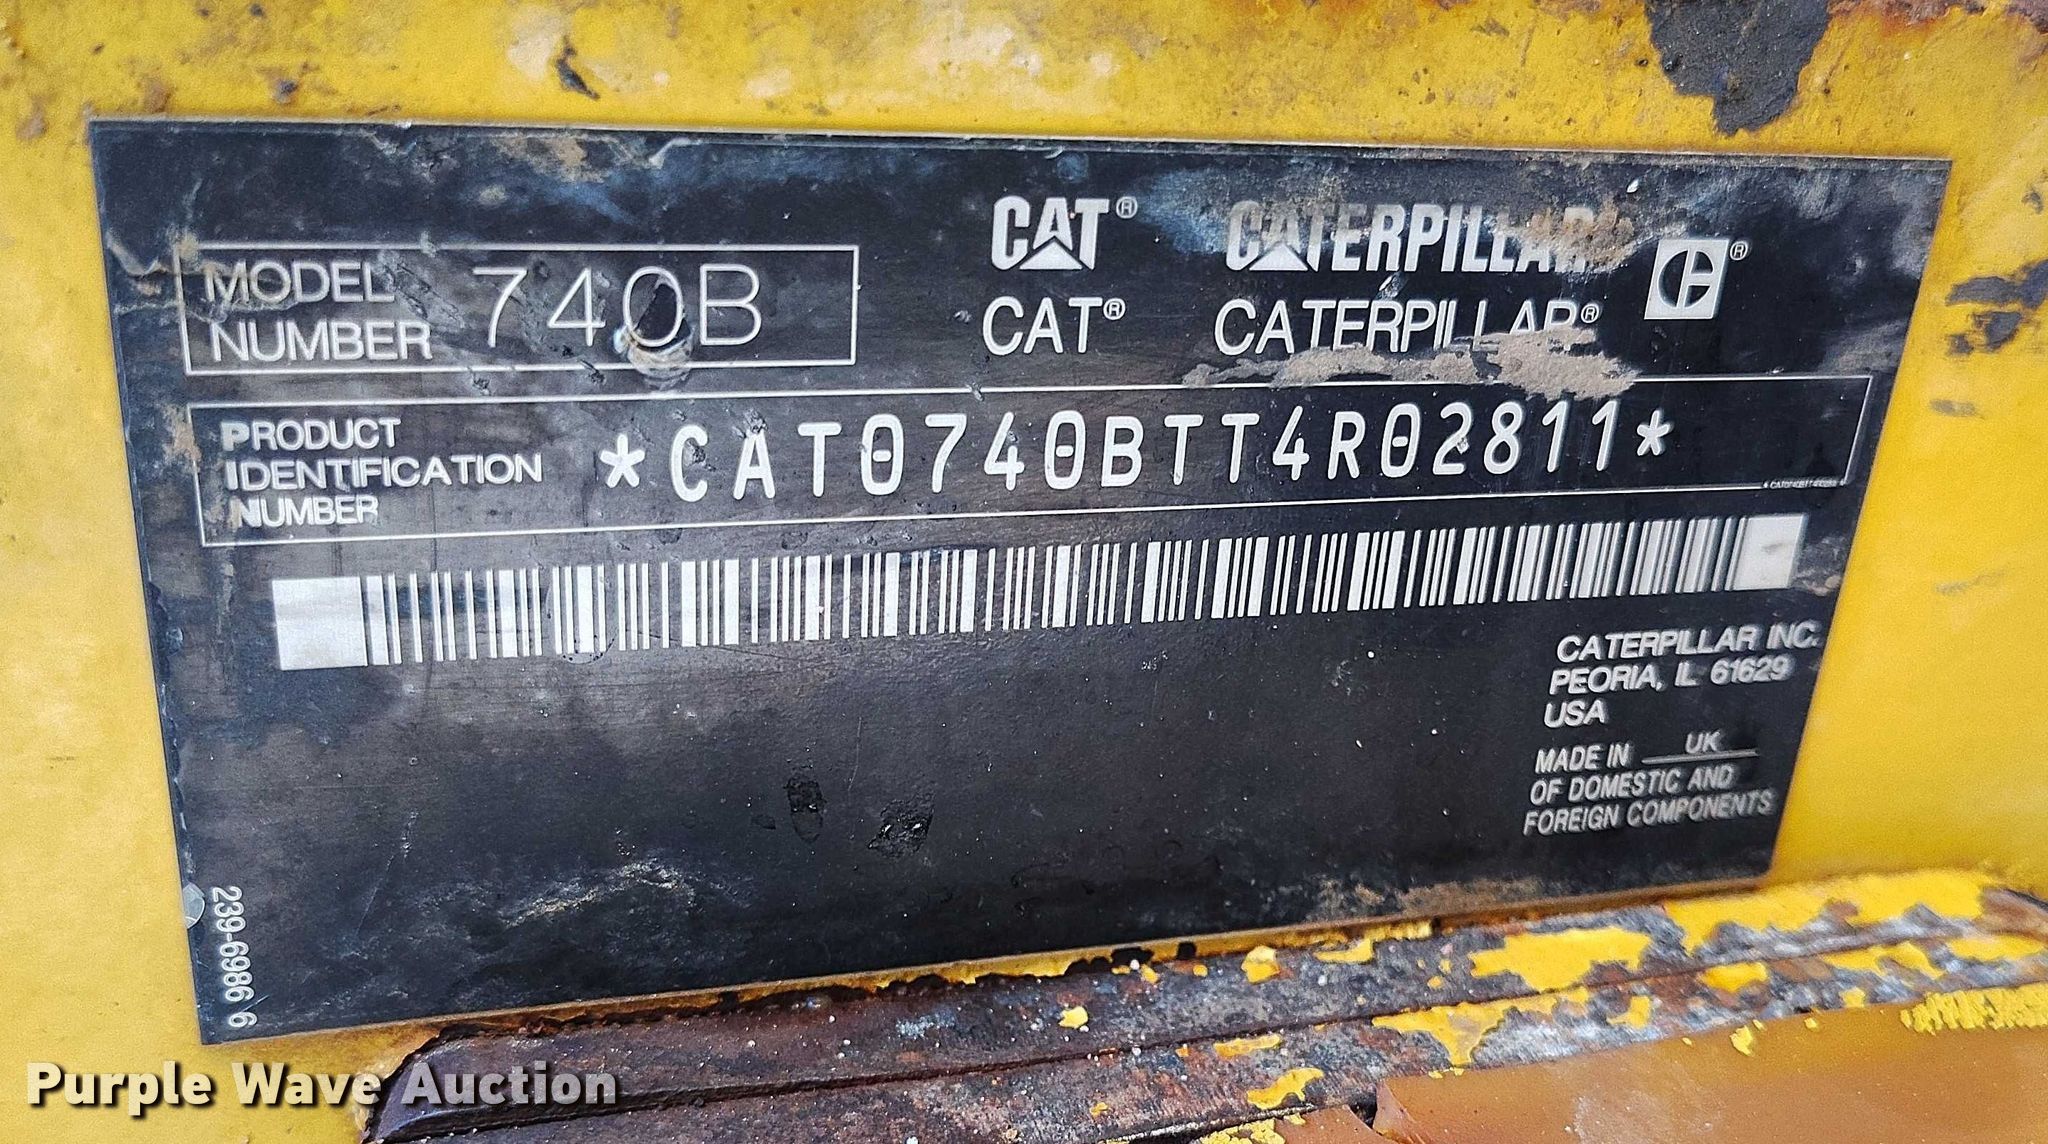 CAT® CATERPILLAR ®
MODEL NUMBER 740B
CAT® CATERPILLAR®
PRODUCT
IDENTIFICATION
NUMBER
*CAT0740BTT4R02811*
CATERPILLAR INC.
PEORIA, IL 61629
USA
MADE IN UK
OF DOMESTIC AND
FOREIGN COMPONENTS
239-6986 6
Purple Wave Auction